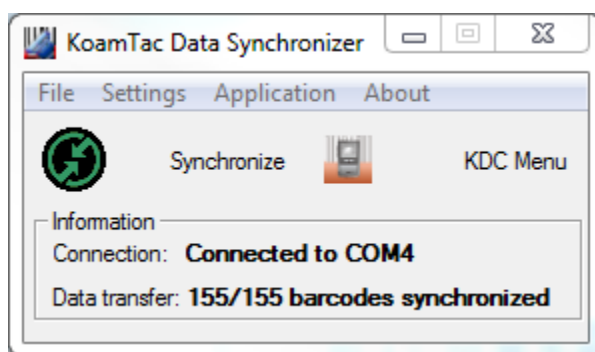 KoamTac Data Synchronizer
File Settings Application About
Synchronize KDC Menu
Information
Connection: Connected to COM4
Data transfer: 155/155 barcodes synchronized